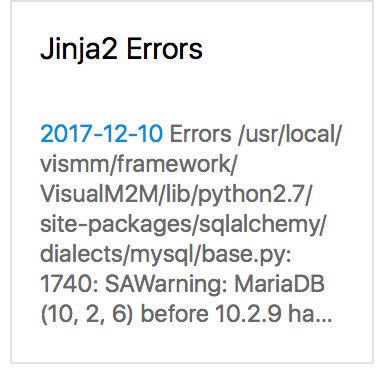 Jinja2 Errors
2017-12-10 Errors /usr/local/
vismm/framework/
VisualM2M/lib/python2.7/
site-packages/sqlalchemy/
dialects/mysql/base.py:
1740: SAWarning: MariaDB
(10, 2, 6) before 10.2.9 ha...